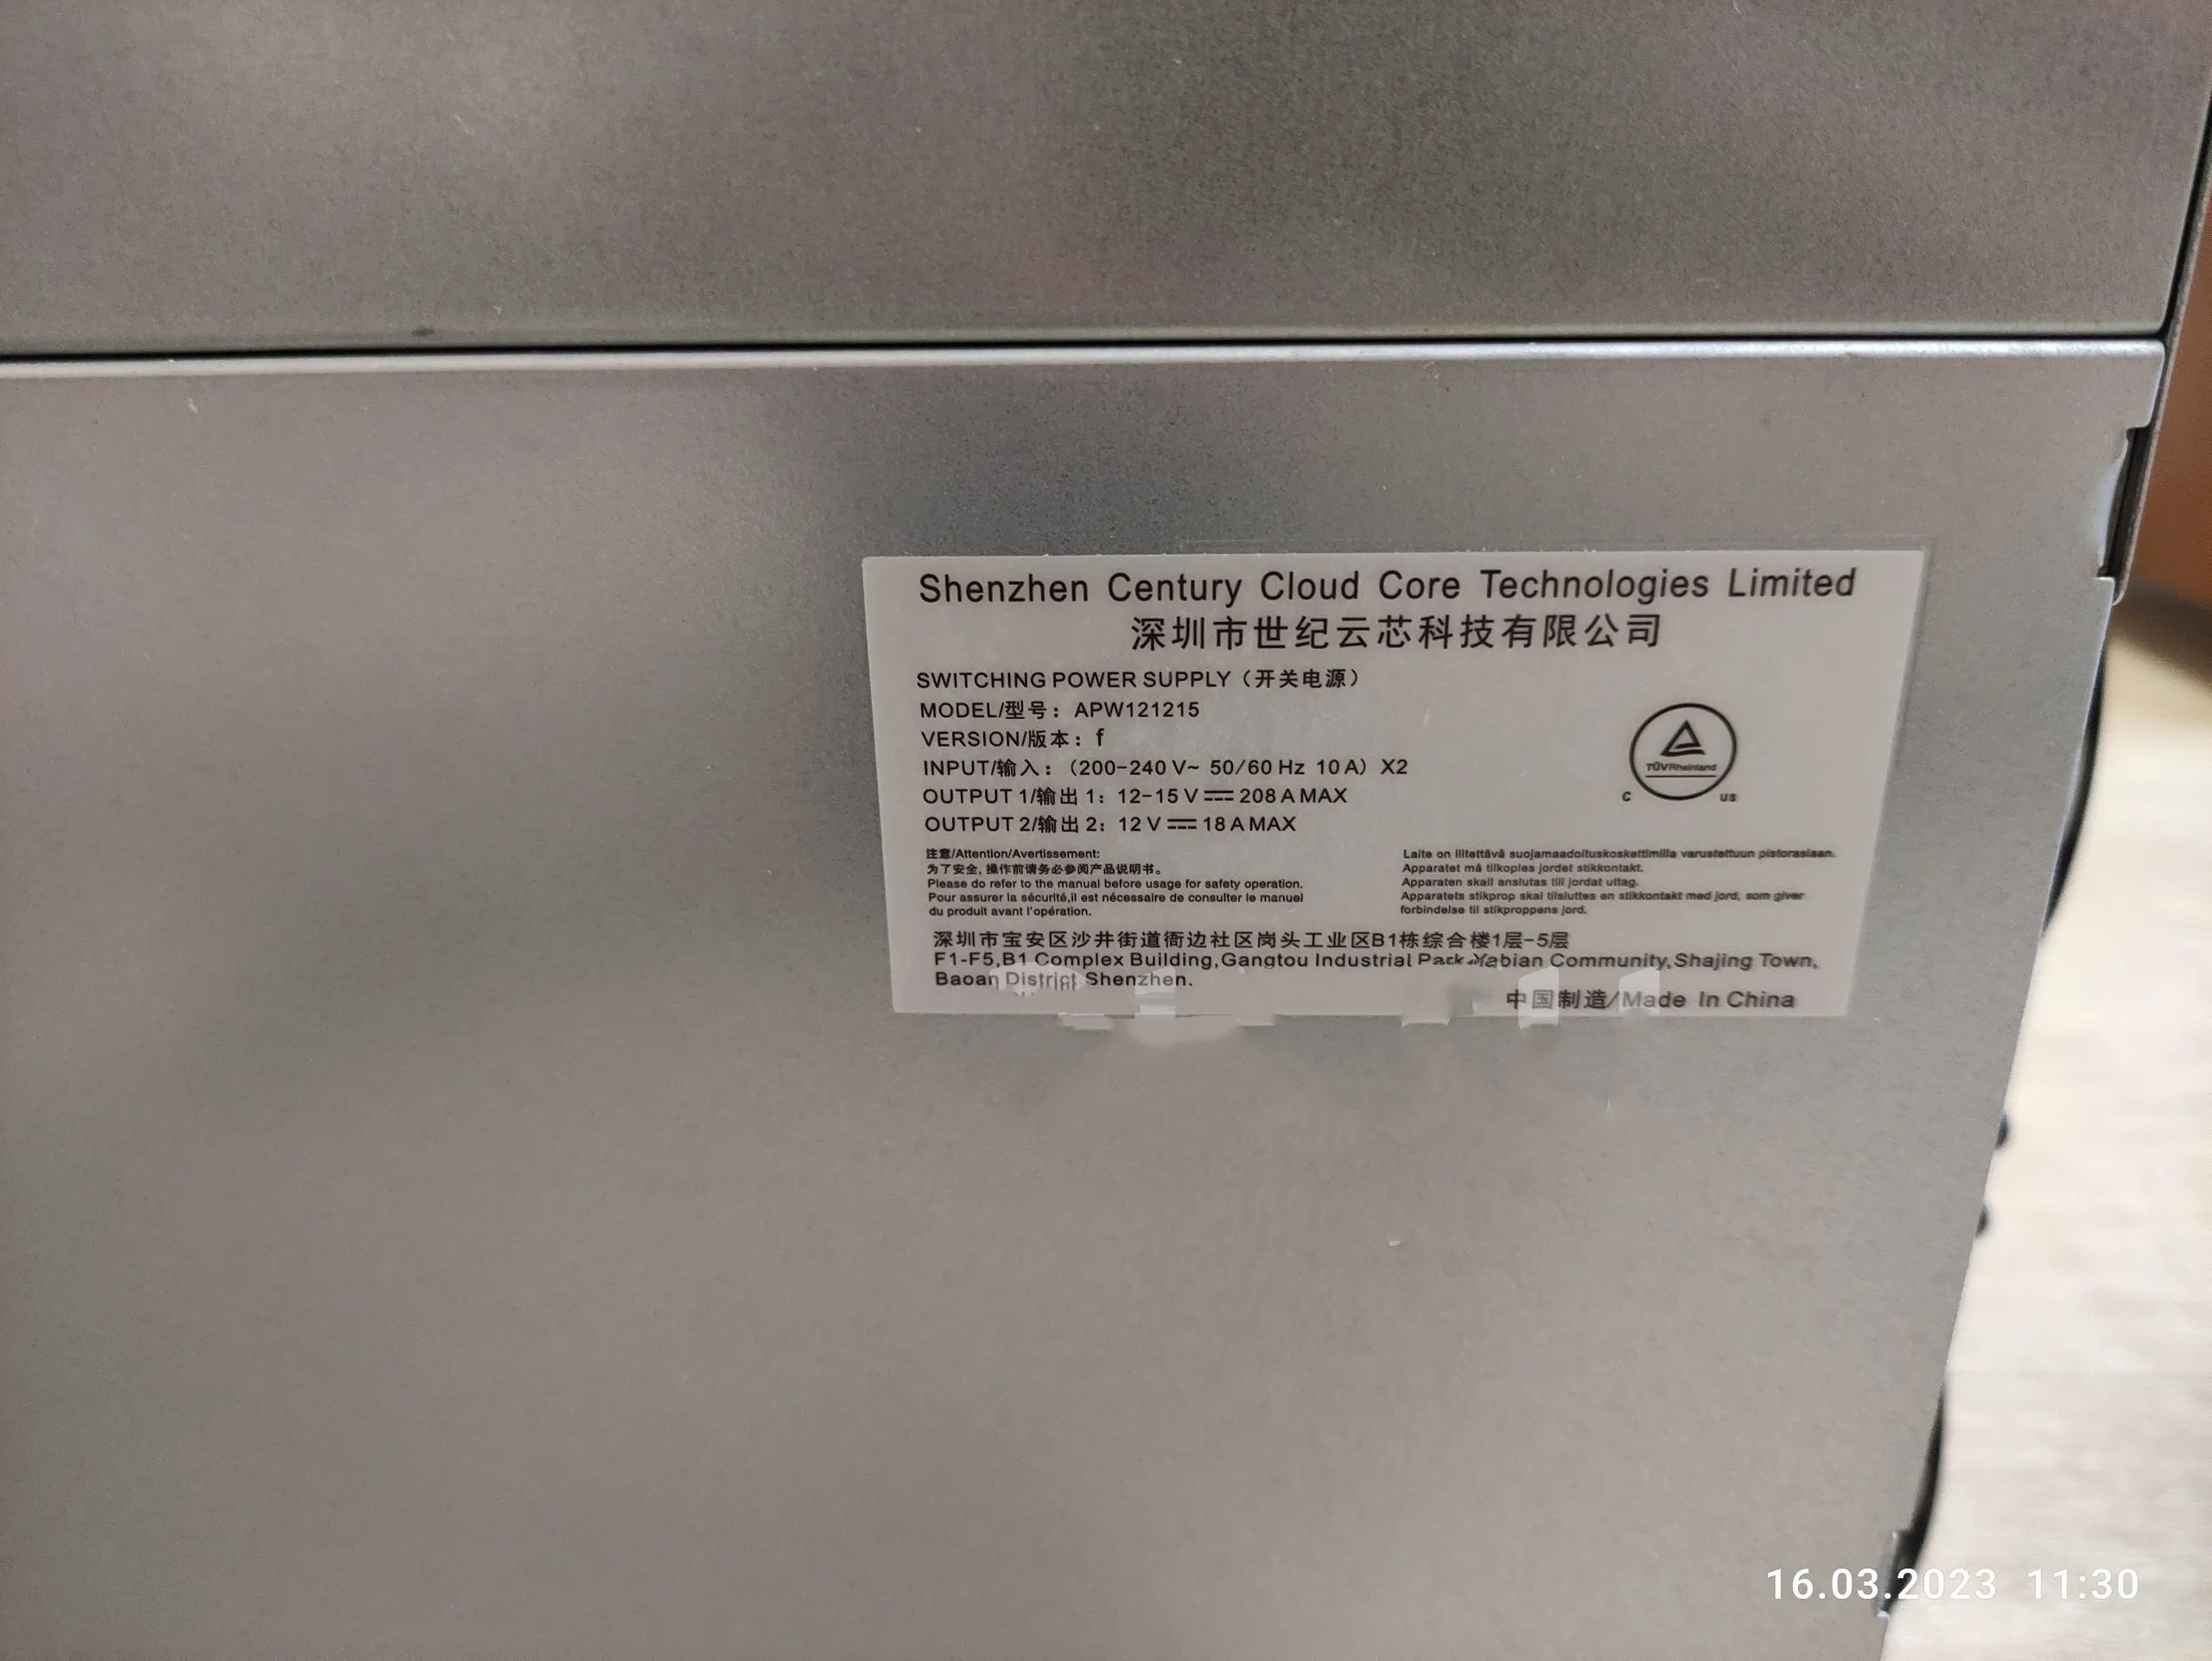 Shenzhen Century Cloud Core Technologies Limited
深圳市世纪云芯科技有限公司
SWITCHING POWER SUPPLY（开关电源）
MODEL/型号： APW121215
VERSION/版本： f
INPUT/输入：（200-240 V~ 50/60 Hz 10 A） X2
OUTPUT 1/输出 1： 12-15 V ⎓ 208 A MAX
OUTPUT 2/输出 2： 12 V ⎓ 18 A MAX
TÜVRheinland
C US
注意/Attention/Avertissement:
为了安全, 操作前请务必参阅产品说明书。
Please do refer to the manual before usage for safety operation.
Pour assurer la sécurité,il est nécessaire de consulter le manuel
du produit avant l'opération.
Laite on liitettävä suojamaadoituskoskettimilla varustettuun pistorasiaan.
Apparatet må tilkoples jordet stikkontakt.
Apparaten skall anslutas till jordat uttag.
Apparatets stikprop skal tilsluttes en stikkontakt med jord, som giver
forbindelse til stikproppens jord.
深圳市宝安区沙井街道衙边社区岗头工业区B1栋综合楼1层-5层
F1-F5,B1 Complex Building,Gangtou Industrial Park Yabian Community,Shajing Town,
Baoan District Shenzhen.
中国制造/Made In China
16.03.2023 11:30